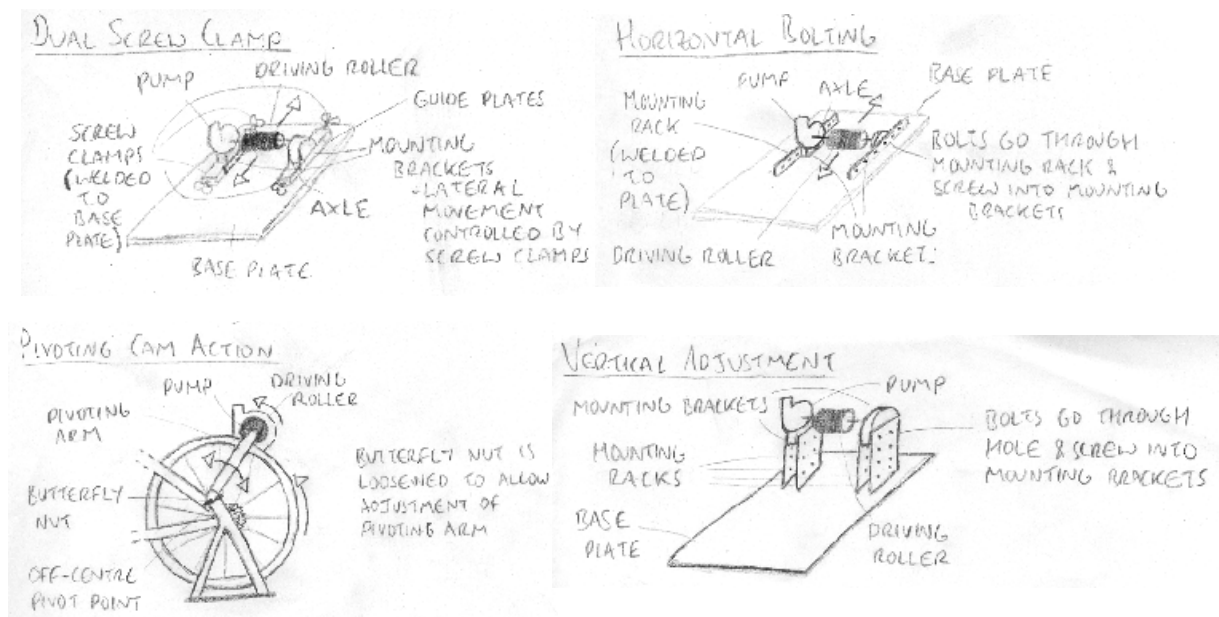 DUAL SCREW CLAMP
PUMP
DRIVING ROLLER
GUIDE PLATES
SCREW
CLAMPS
(WELDED
TO
BASE
PLATE)
MOUNTING
BRACKETS
- LATERAL
MOVEMENT
CONTROLLED BY
SCREW CLAMPS
AXLE
BASE PLATE
HORIZONTAL BOLTING
PUMP
AXLE
BASE PLATE
MOUNTING
RACK
(WELDED
TO
PLATE)
BOLTS GO THROUGH
MOUNTING RACK &
SCREW INTO MOUNTING
BRACKETS
DRIVING ROLLER
MOUNTING
BRACKETS
PIVOTING CAM ACTION
PUMP
DRIVING
ROLLER
PIVOTING
ARM
BUTTERFLY
NUT
OFF-CENTRE
PIVOT POINT
BUTTERFLY NUT IS
LOOSENED TO ALLOW
ADJUSTMENT OF
PIVOTING ARM
VERTICAL ADJUSTMENT
PUMP
MOUNTING BRACKETS
MOUNTING
RACKS
BASE
PLATE
BOLTS GO THROUGH
HOLE & SCREW INTO
MOUNTING BRACKETS
DRIVING
ROLLER